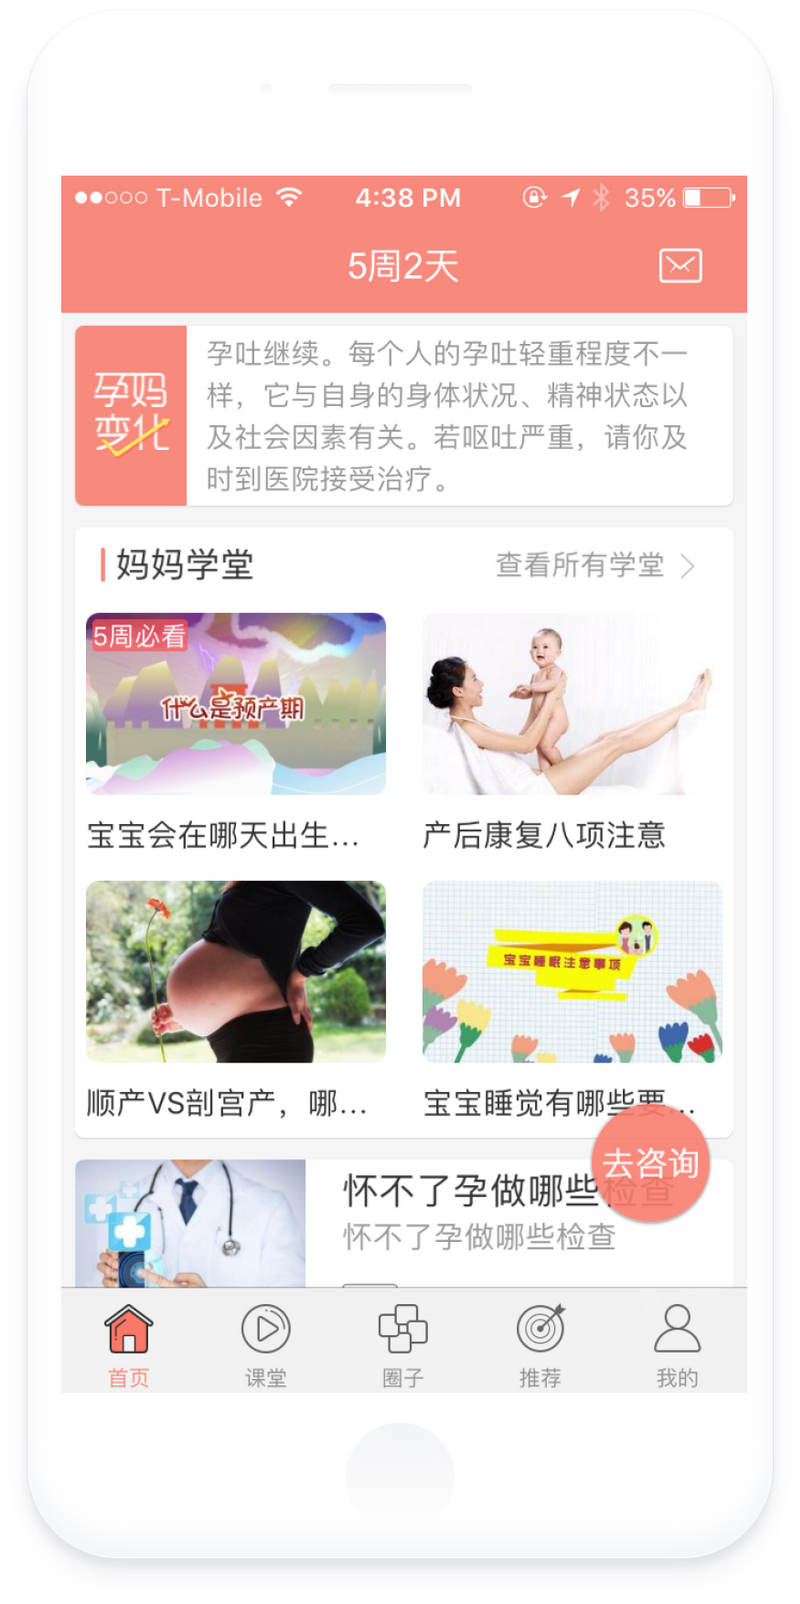 T-Mobile 4:38 PM 35%
5周2天
孕妈
变化
孕吐继续。每个人的孕吐轻重程度不一
样，它与自身的身体状况、精神状态以
及社会因素有关。若呕吐严重，请你及
时到医院接受治疗。
妈妈学堂 查看所有学堂
5周必看
什么是预产期
宝宝会在哪天出生...
产后康复八项注意
宝宝睡眠注意事项
顺产VS剖宫产，哪...
宝宝睡觉有哪些要...
去咨询
怀不了孕做哪些检查
怀不了孕做哪些检查
首页 课堂 圈子 推荐 我的